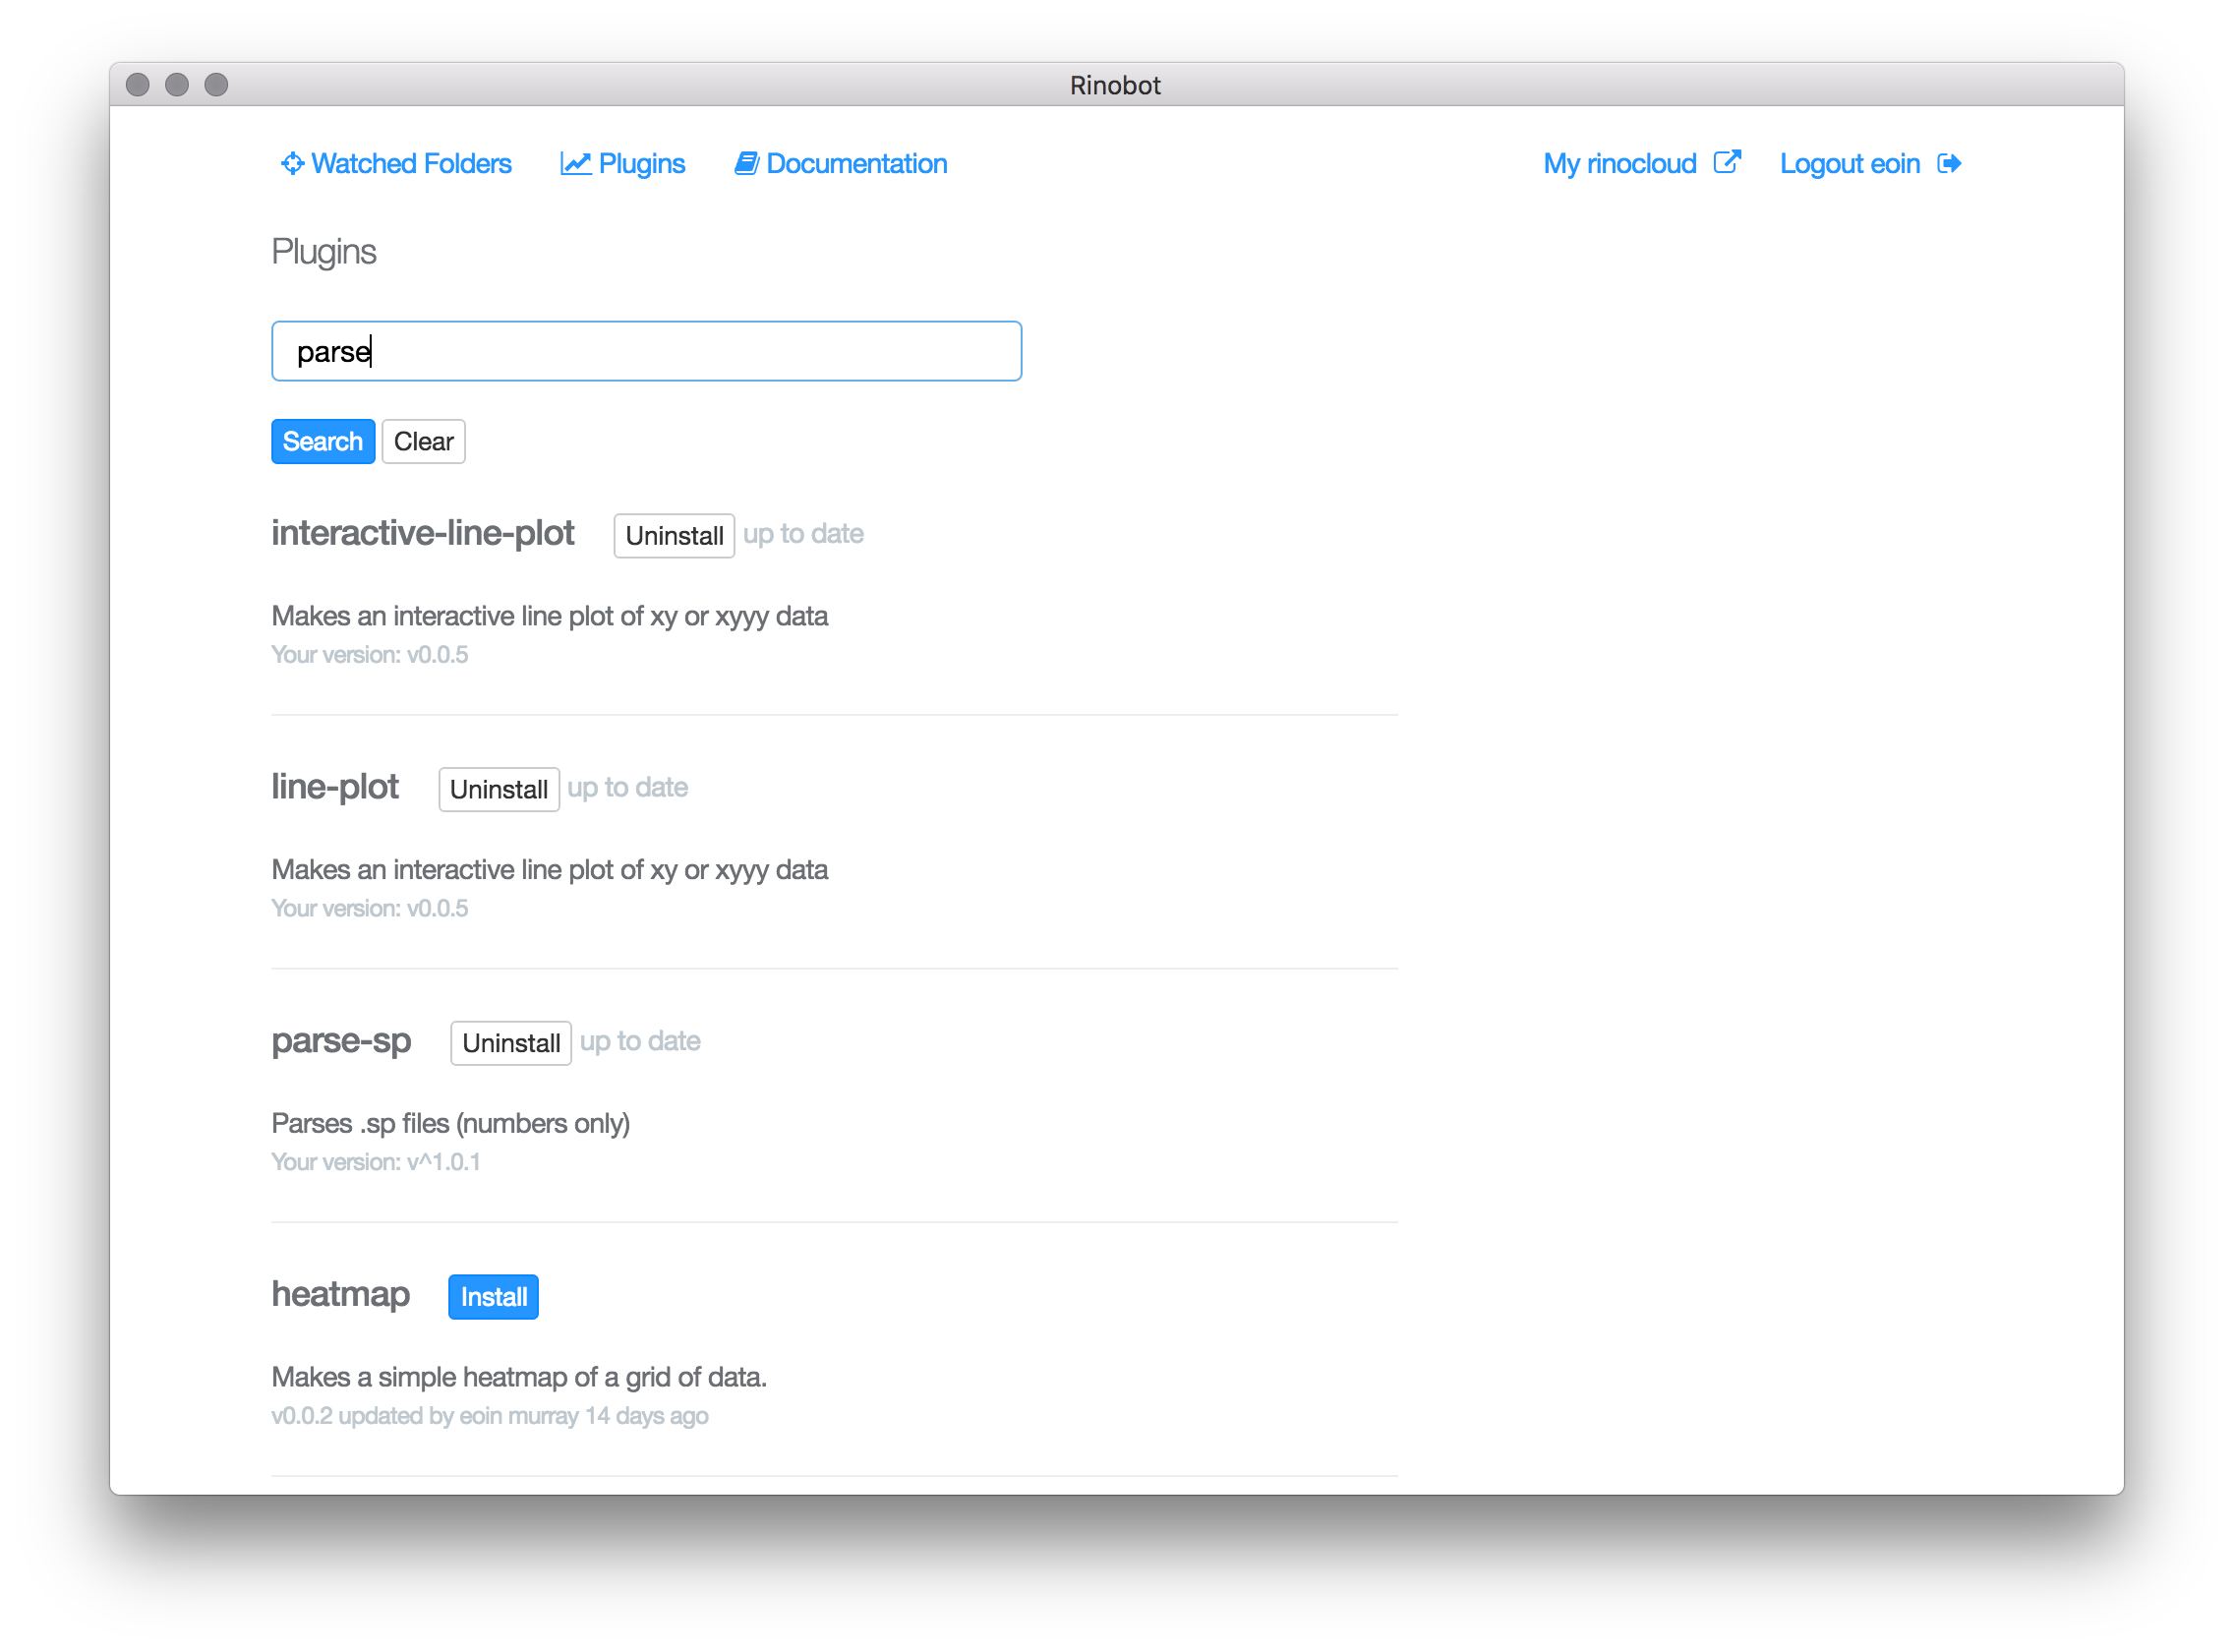 Rinobot
Watched Folders Plugins Documentation My rinocloud Logout eoin
Plugins
parse
Search Clear
interactive-line-plot Uninstall up to date
Makes an interactive line plot of xy or xyyy data
Your version: v0.0.5
line-plot Uninstall up to date
Makes an interactive line plot of xy or xyyy data
Your version: v0.0.5
parse-sp Uninstall up to date
Parses .sp files (numbers only)
Your version: v^1.0.1
heatmap Install
Makes a simple heatmap of a grid of data.
v0.0.2 updated by eoin murray 14 days ago